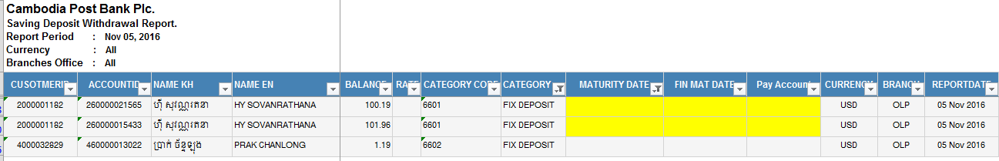 Cambodia Post Bank Plc.
Saving Deposit Withdrawal Report.
Report Period : Nov 05, 2016
Currency : All
Branches Office : All
CUSOTMERID ACCOUNTID NAME KH NAME EN BALANCE RATE CATEGORY CODE CATEGORY MATURITY DATE FIN MAT DATE Pay Account CURRENCY BRANCH REPORTDATE
2000001182 260000021565 ហ៊ី សុវណ្ណរតនា HY SOVANRATHANA 100.19 6601 FIX DEPOSIT USD OLP 05 Nov 2016
2000001182 260000015433 ហ៊ី សុវណ្ណរតនា HY SOVANRATHANA 101.96 6601 FIX DEPOSIT USD OLP 05 Nov 2016
4000032829 460000013022 ប្រាក់ ច័ន្ទឡុង PRAK CHANLONG 1.19 6602 FIX DEPOSIT USD OLP 05 Nov 2016